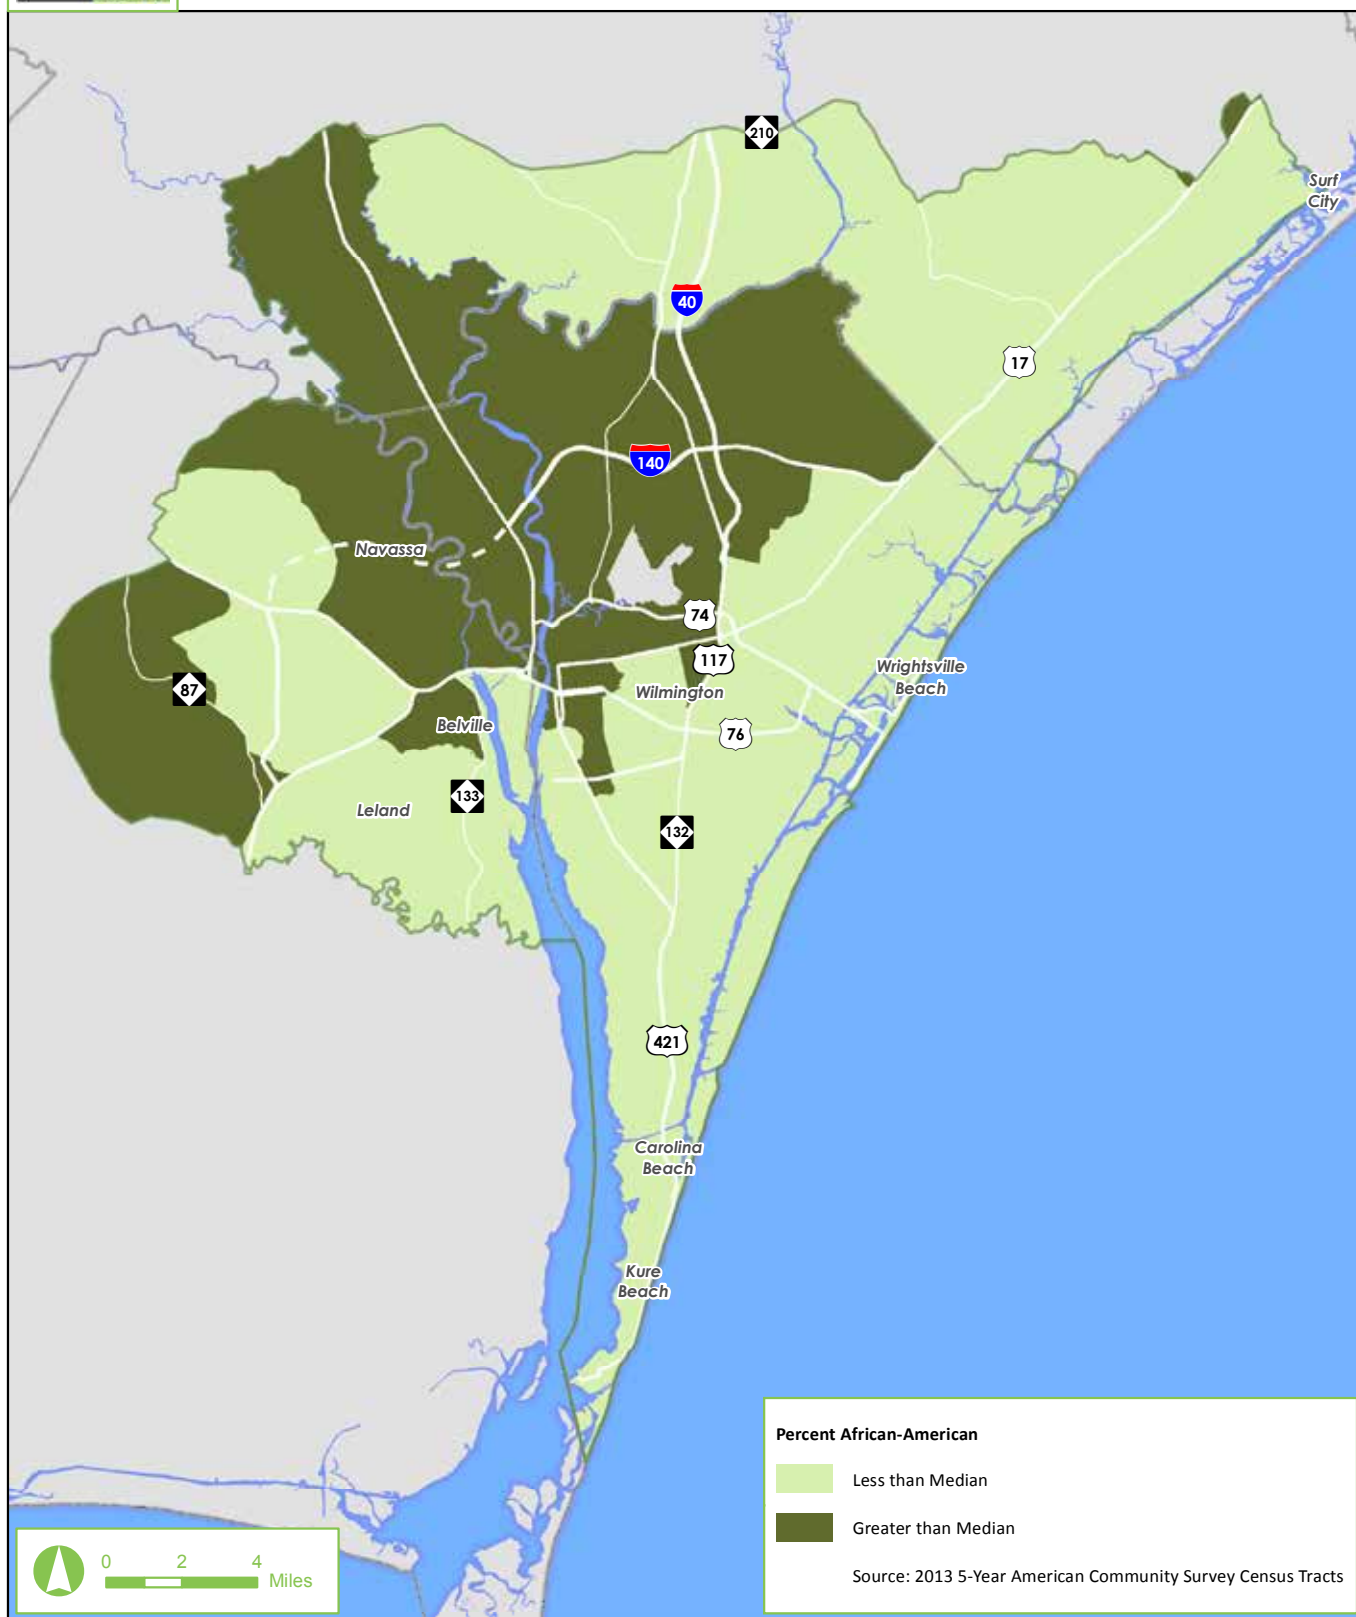 210
Surf
City
40
17
140
Navassa
74
117
Wrightsville
Beach
87
Wilmington
Belville
76
133
Leland
132
421
Carolina
Beach
Kure
Beach
Percent African-American
Less than Median
Greater than Median
Source: 2013 5-Year American Community Survey Census Tracts
0 2 4
Miles